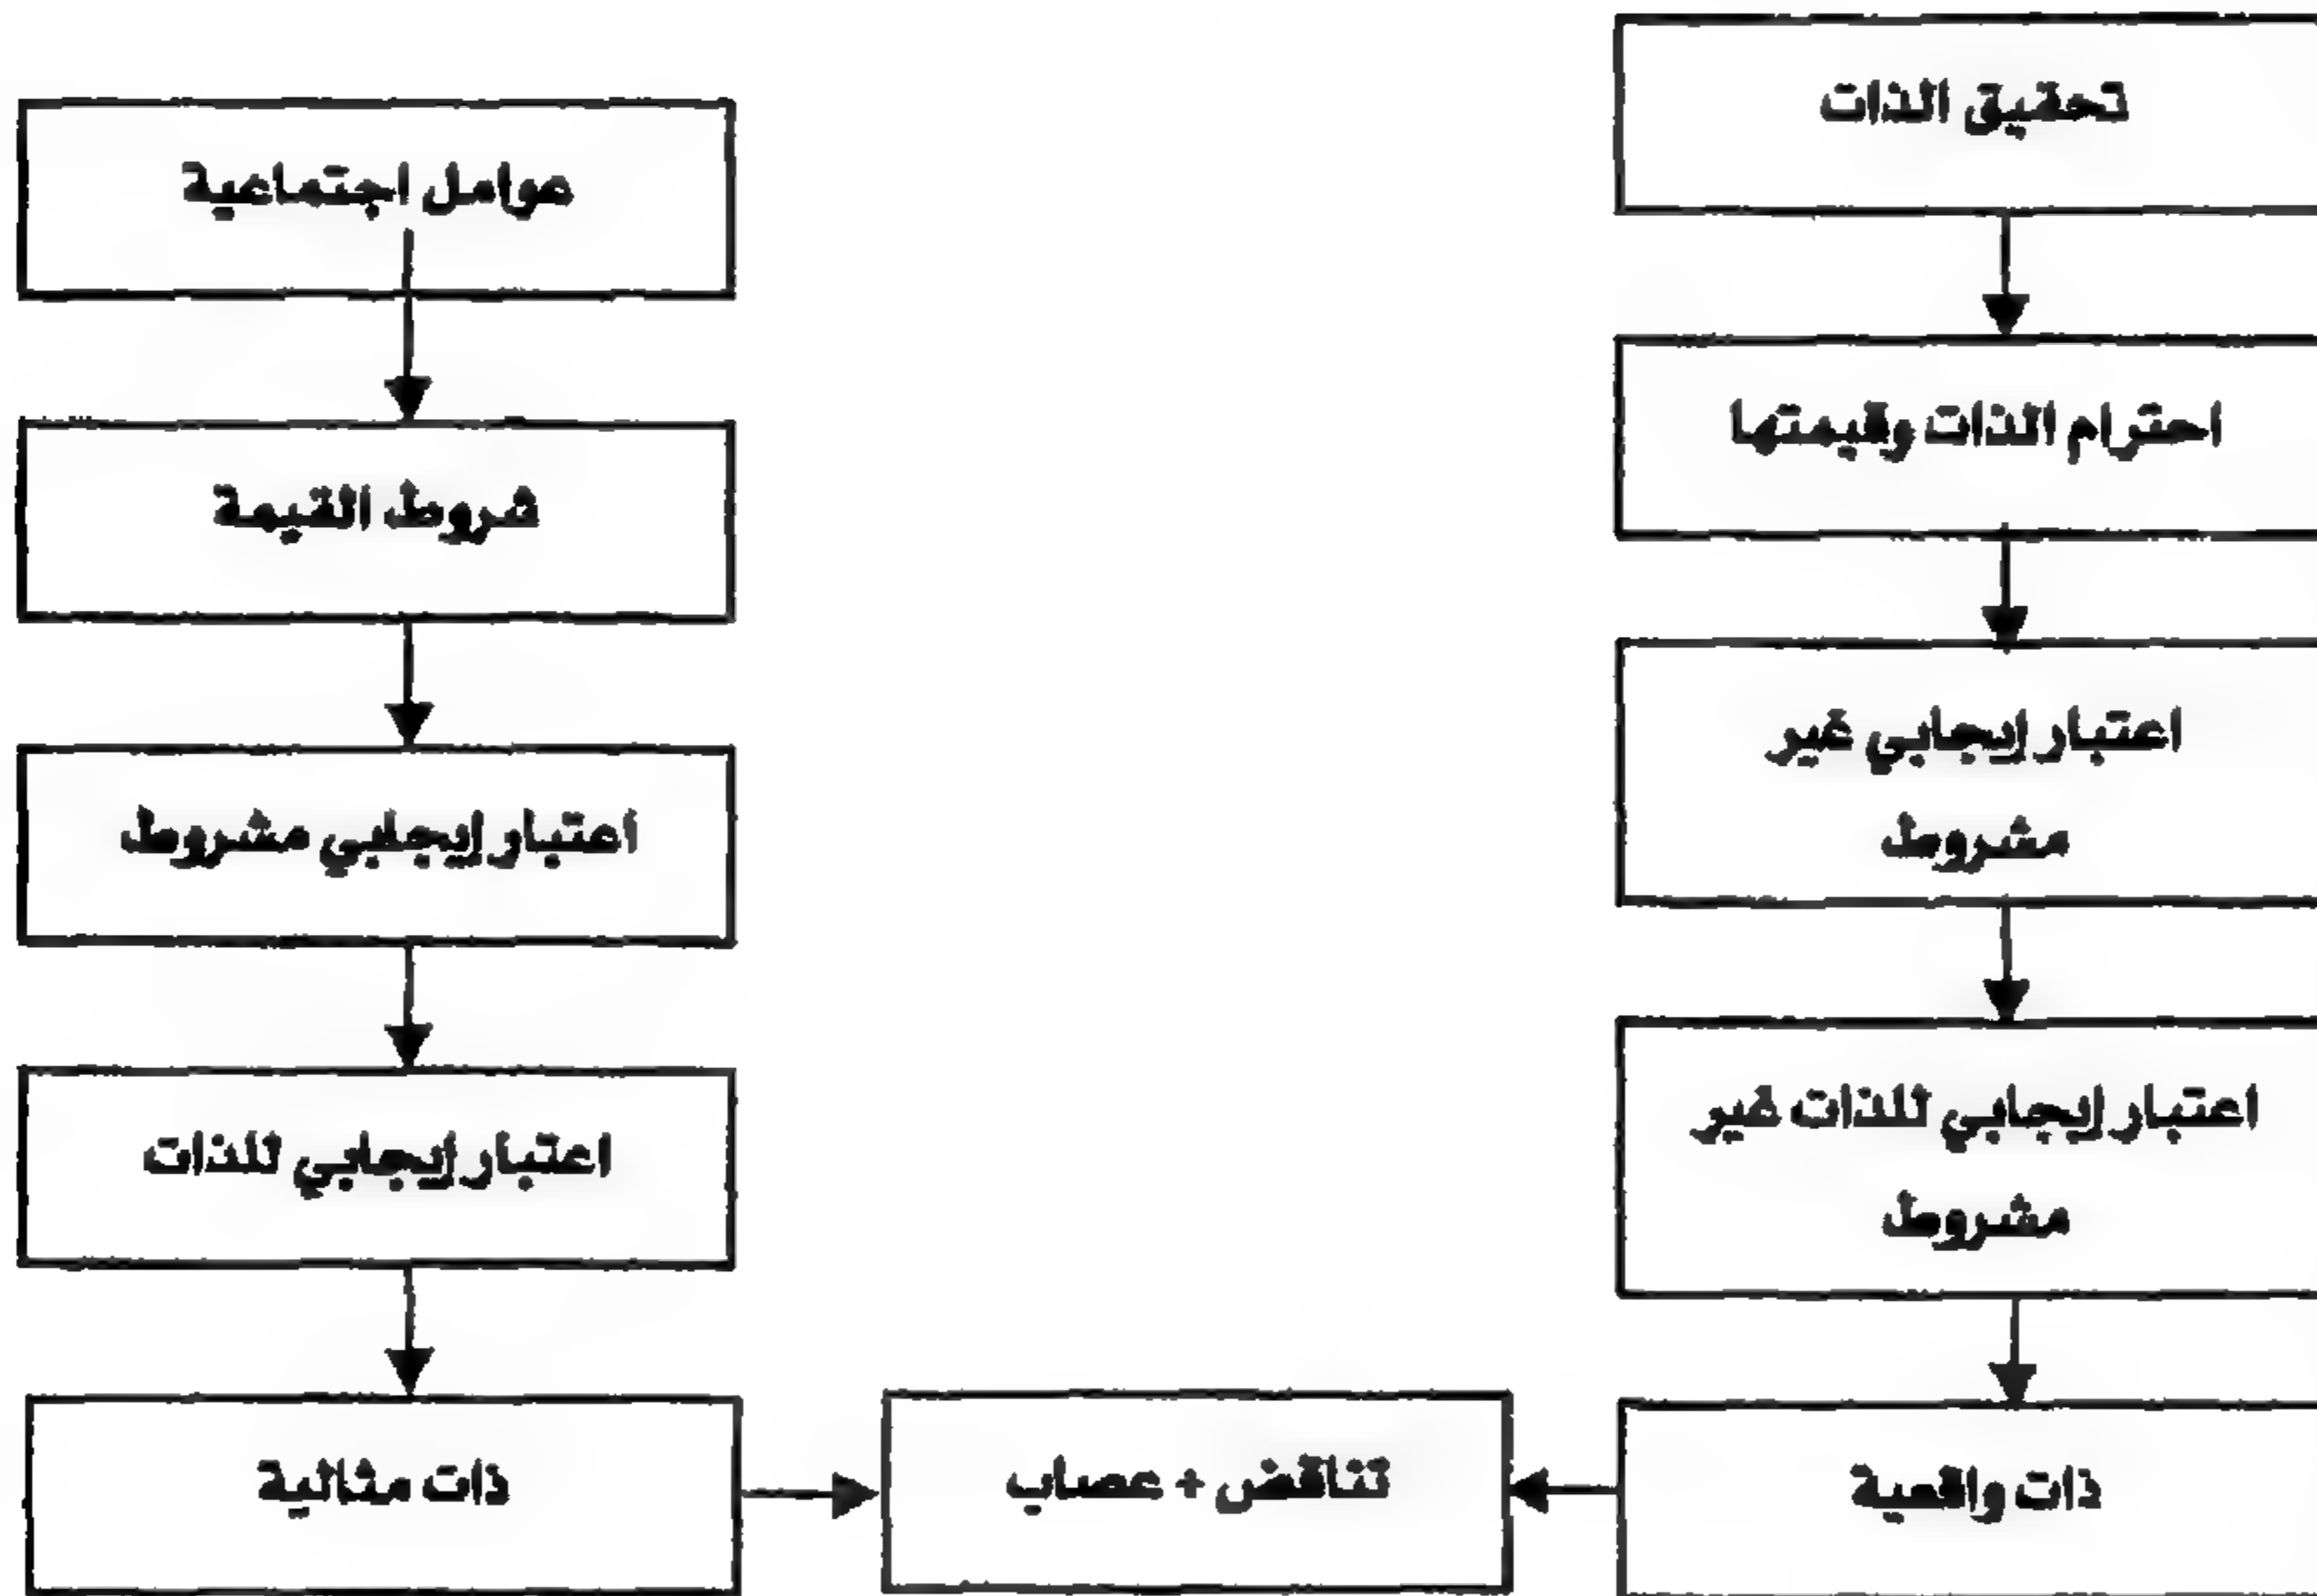 تحقيق الذات
احترام الذات وقيمتها
اعتبار إيجابي غير
مشروط
اعتبار إيجابي للذات غير
مشروط
ذات واقعية
عوامل اجتماعية
شروط القيمة
اعتبار إيجابي مشروط
اعتبار إيجابي للذات
ذات مثالية
تناقض + عصاب